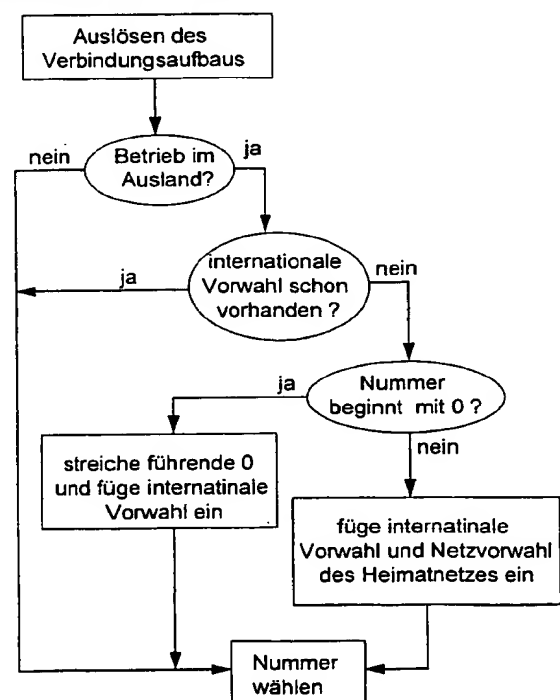 Auslösen des
Verbindungsaufbaus
nein
Betrieb im
Ausland?
ja
internationale
Vorwahl schon
vorhanden ?
ja
nein
Nummer
beginnt mit 0 ?
ja
nein
streiche führende 0
und füge internatinale
Vorwahl ein
füge internatinale
Vorwahl und Netzvorwahl
des Heimatnetzes ein
Nummer
wählen